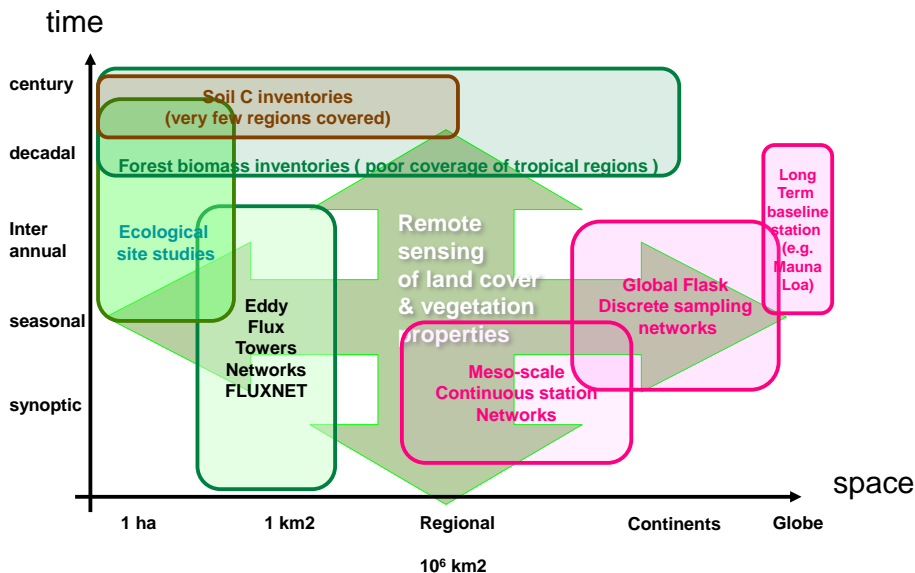 time
century
Soil C inventories
(very few regions covered)
decadal
Forest biomass inventories ( poor coverage of tropical regions )
Long
Term
baseline
station
(e.g.
Mauna
Loa)
Inter
annual
Ecological
site studies
Remote
sensing
of land cover
& vegetation
properties
Global Flask
Discrete sampling
networks
Eddy
Flux
Towers
Networks
FLUXNET
seasonal
Meso-scale
Continuous station
Networks
synoptic
space
1 ha
1 km2
Regional
Continents
Globe
10⁶ km2